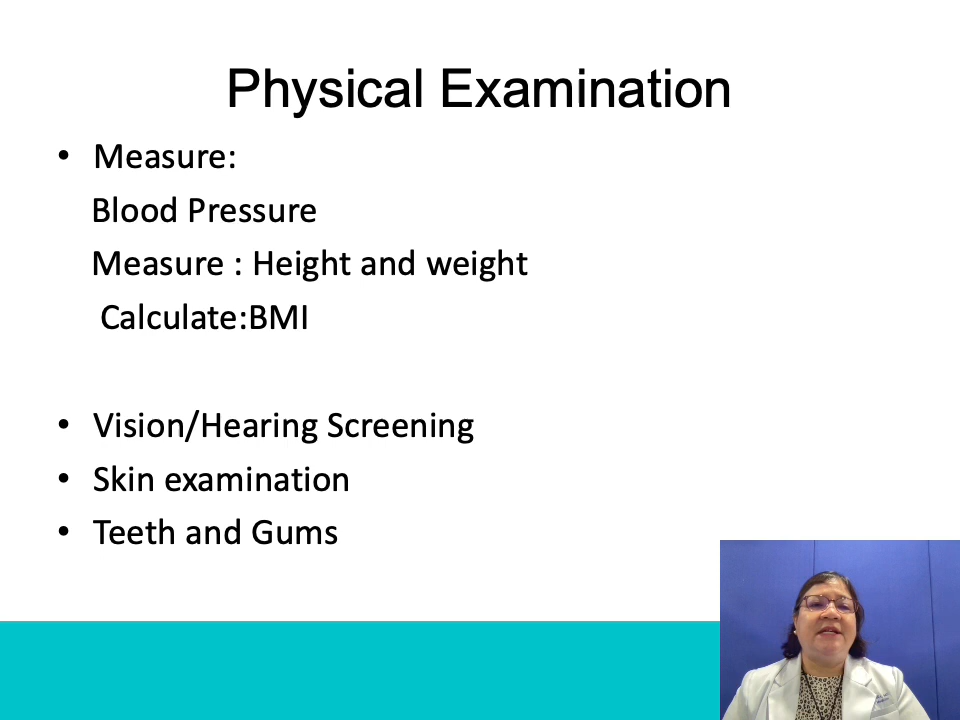 Physical Examination
• Measure:
Blood Pressure
Measure : Height and weight
Calculate:BMI
• Vision/Hearing Screening
• Skin examination
• Teeth and Gums